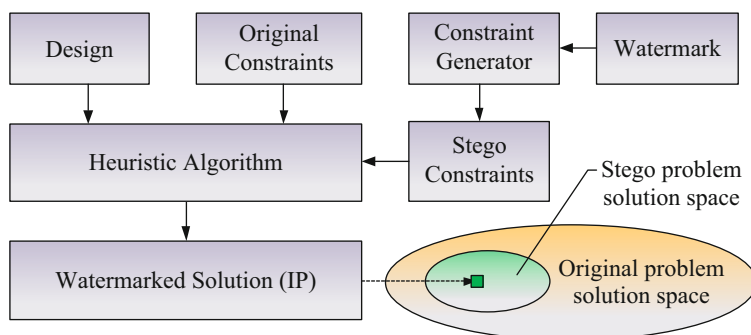 Design
Original
Constraints
Constraint
Generator
Watermark
Heuristic Algorithm
Stego
Constraints
Stego problem
solution space
Watermarked Solution (IP)
Original problem
solution space